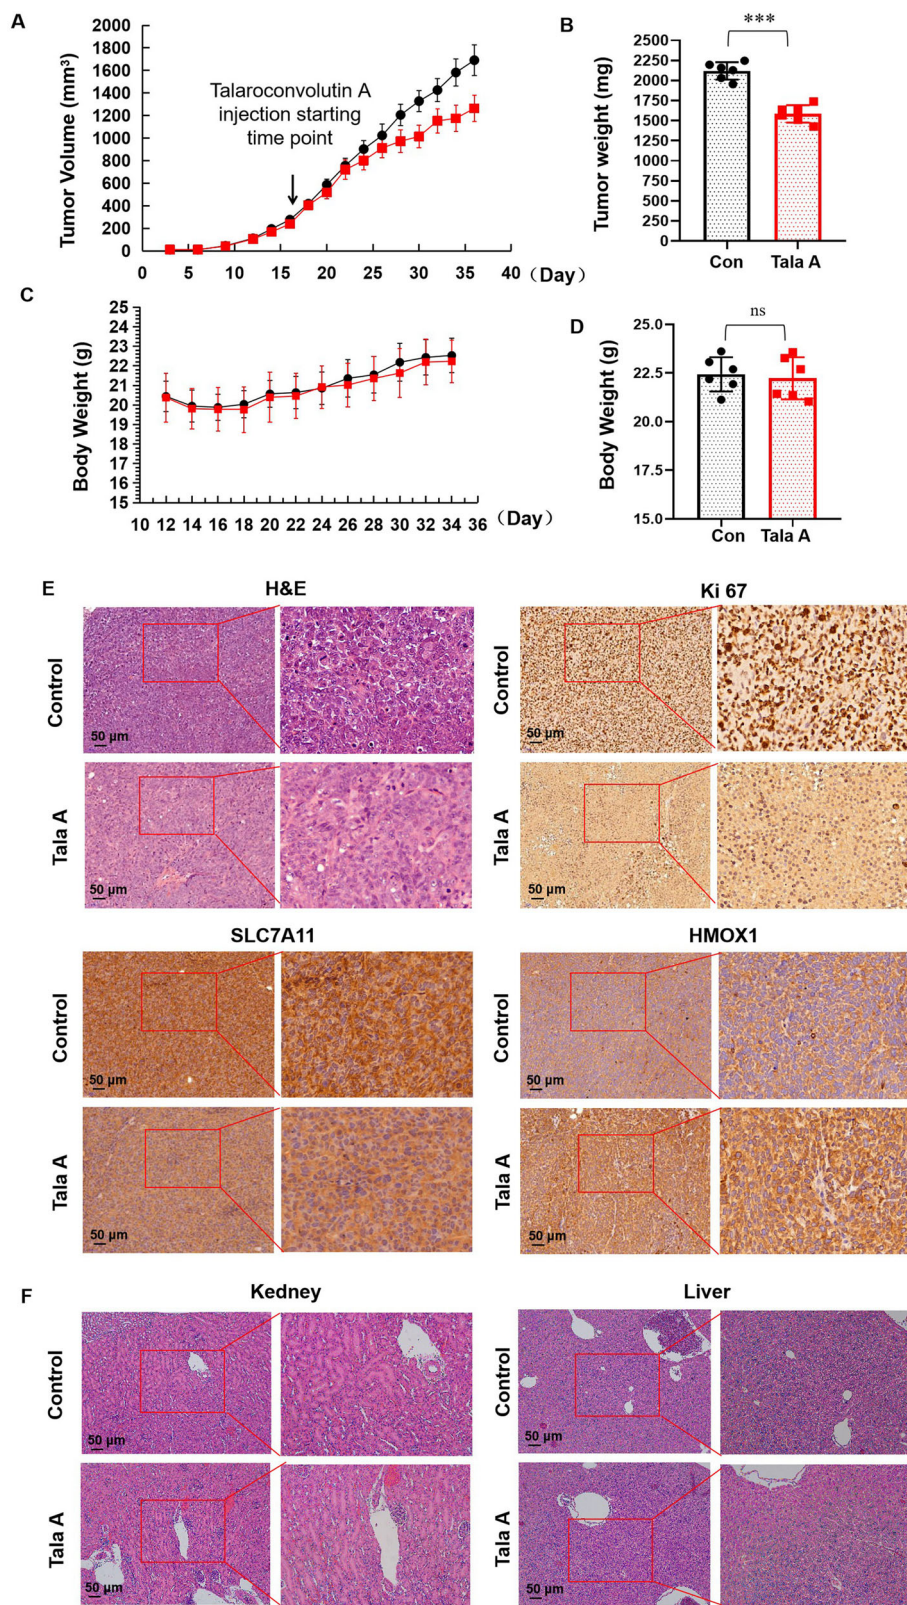 A
Tumor Volume (mm³)
2000
1800
1600
1400
1200
1000
800
600
400
200
0
Talaroconvolutin A
injection starting
time point
0 5 10 15 20 25 30 35 40 (Day)
B
***
Tumor weight (mg)
2250
2500
2000
1750
1500
1250
1000
750
500
250
0
Con Tala A
C
Body Weight (g)
25
24
23
22
21
20
19
18
17
16
15
10 12 14 16 18 20 22 24 26 28 30 32 34 36 (Day)
D
ns
Body Weight (g)
25.0
22.5
20.0
17.5
15.0
Con Tala A
E
H&E Ki 67
Control Control
50 µm 50 µm
Tala A Tala A
50 µm 50 µm
SLC7A11 HMOX1
Control Control
50 µm 50 µm
Tala A Tala A
50 µm 50 µm
F
Kedney Liver
Control Control
50 µm 50 µm
Tala A Tala A
50 µm 50 µm